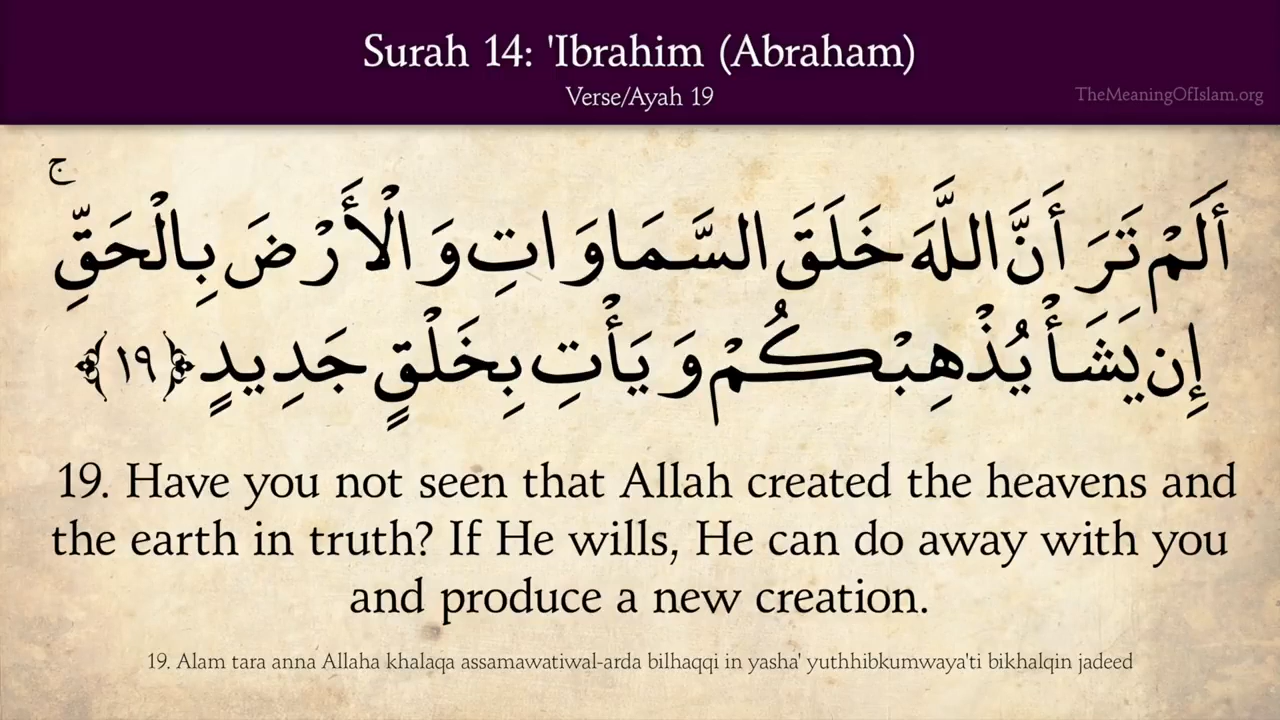 Surah 14: 'Ibrahim (Abraham)
Verse/Ayah 19
TheMeaningOfIslam.org
أَلَمْ تَرَ أَنَّ اللَّهَ خَلَقَ السَّمَاوَاتِ وَالْأَرْضَ بِالْحَقِّ ۚ
إِن يَشَأْ يُذْهِبْكُمْ وَيَأْتِ بِخَلْقٍ جَدِيدٍ ﴿١٩﴾
19. Have you not seen that Allah created the heavens and
the earth in truth? If He wills, He can do away with you
and produce a new creation.
19. Alam tara anna Allaha khalaqa assamawatiwal-arda bilhaqqi in yasha' yuthhibkumwaya'ti bikhalqin jadeed